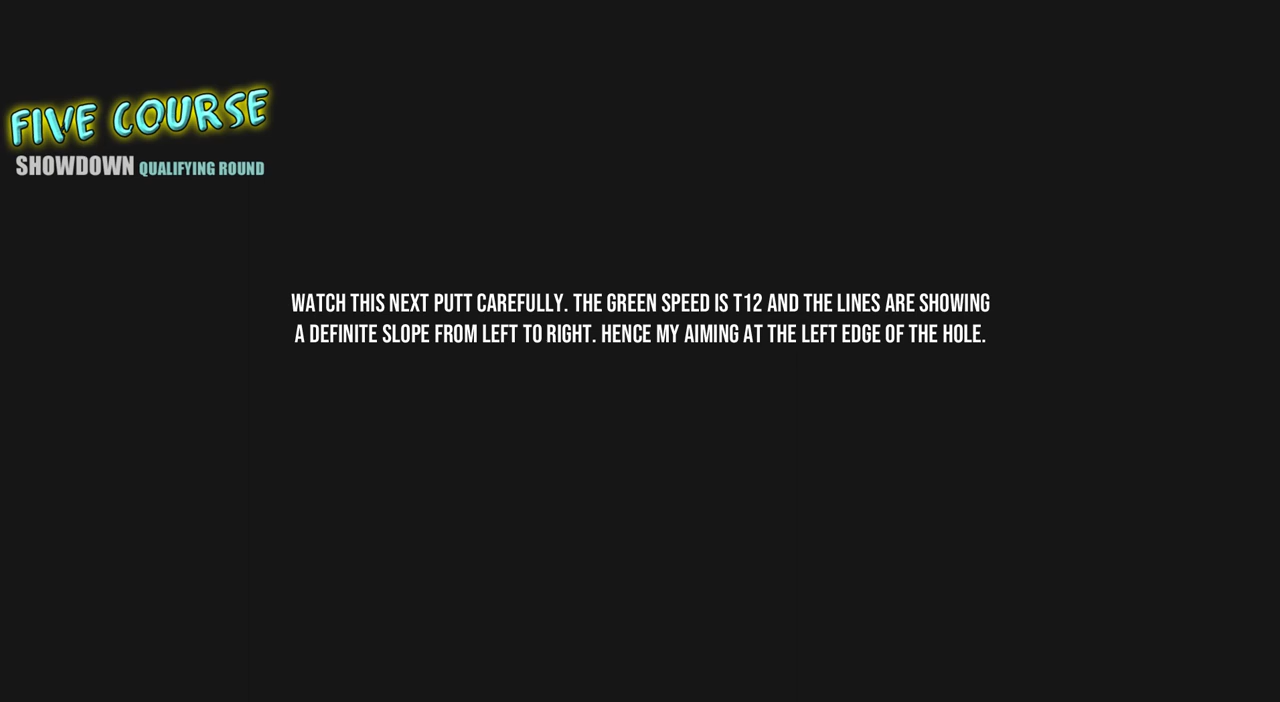 FIVE COURSE
SHOWDOWN QUALIFYING ROUND
WATCH THIS NEXT PUTT CAREFULLY. THE GREEN SPEED IS T12 AND THE LINES ARE SHOWING
A DEFINITE SLOPE FROM LEFT TO RIGHT. HENCE MY AIMING AT THE LEFT EDGE OF THE HOLE.